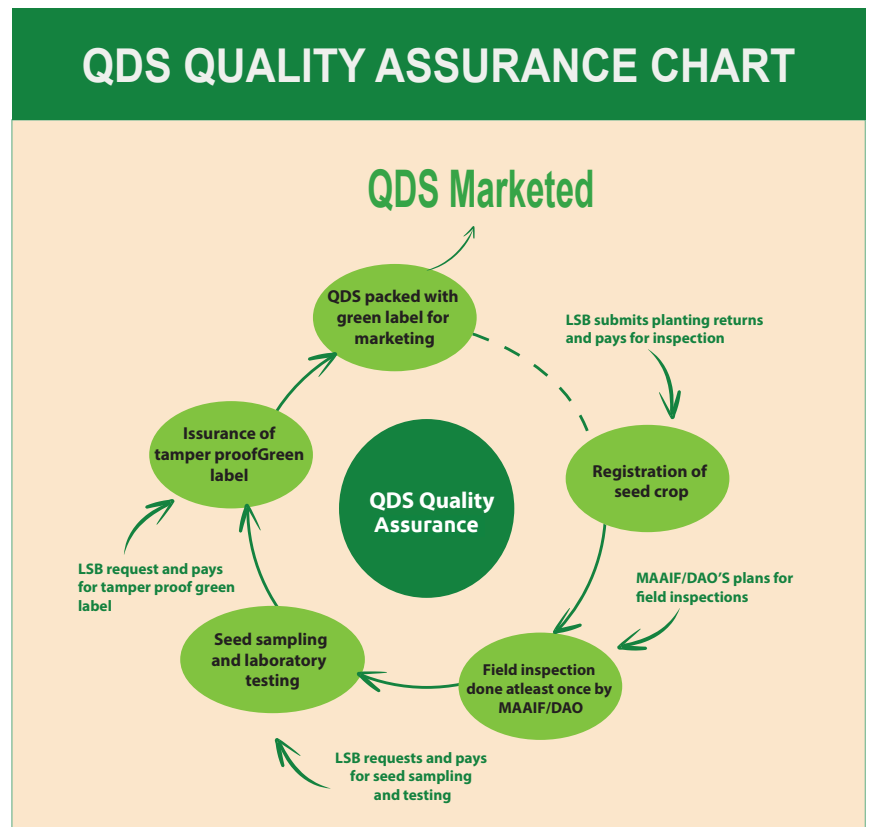 QDS QUALITY ASSURANCE CHART
QDS Marketed
QDS packed with
green label for
marketing
LSB submits planting returns
and pays for inspection
Registration of
seed crop
MAAIF/DAO'S plans for
field inspections
Field inspection
done atleast once by
MAAIF/DAO
LSB requests and pays
for seed sampling
and testing
Seed sampling
and laboratory
testing
LSB request and pays
for tamper proof green
label
Issurance of
tamper proofGreen
label
QDS Quality
Assurance